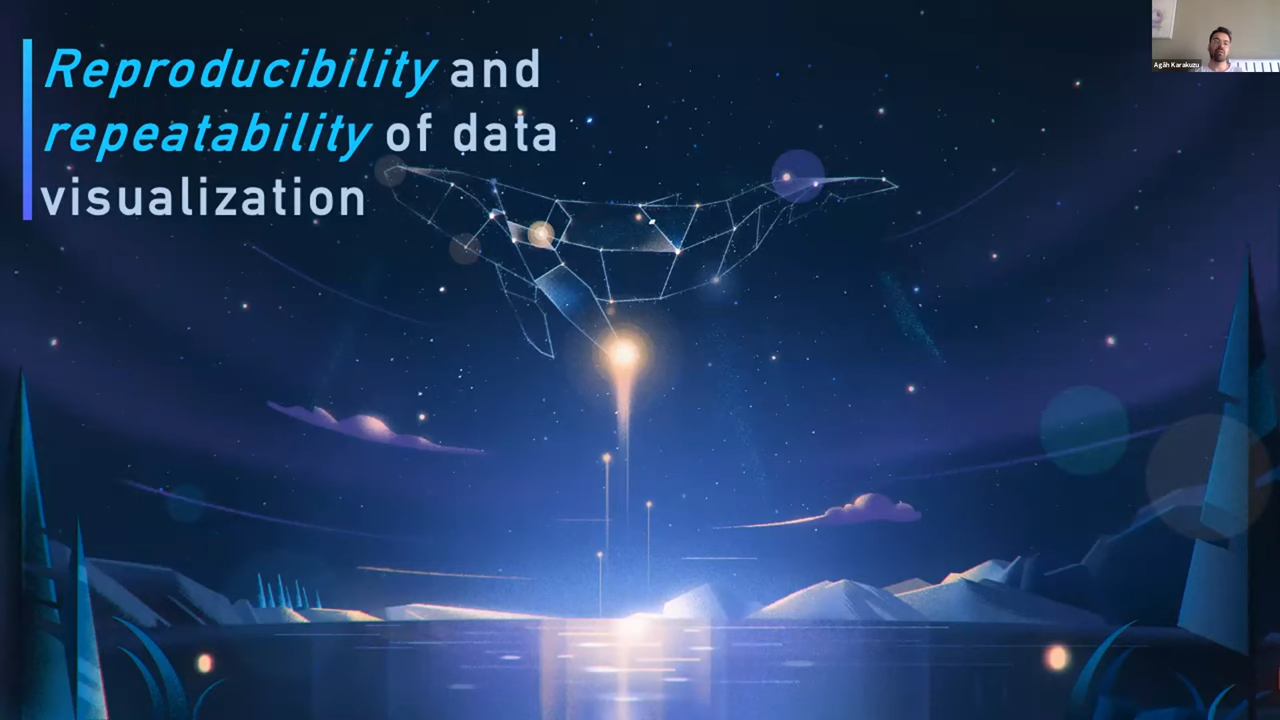 Reproducibility and
repeatability of data
visualization
Agâh Karakuzu